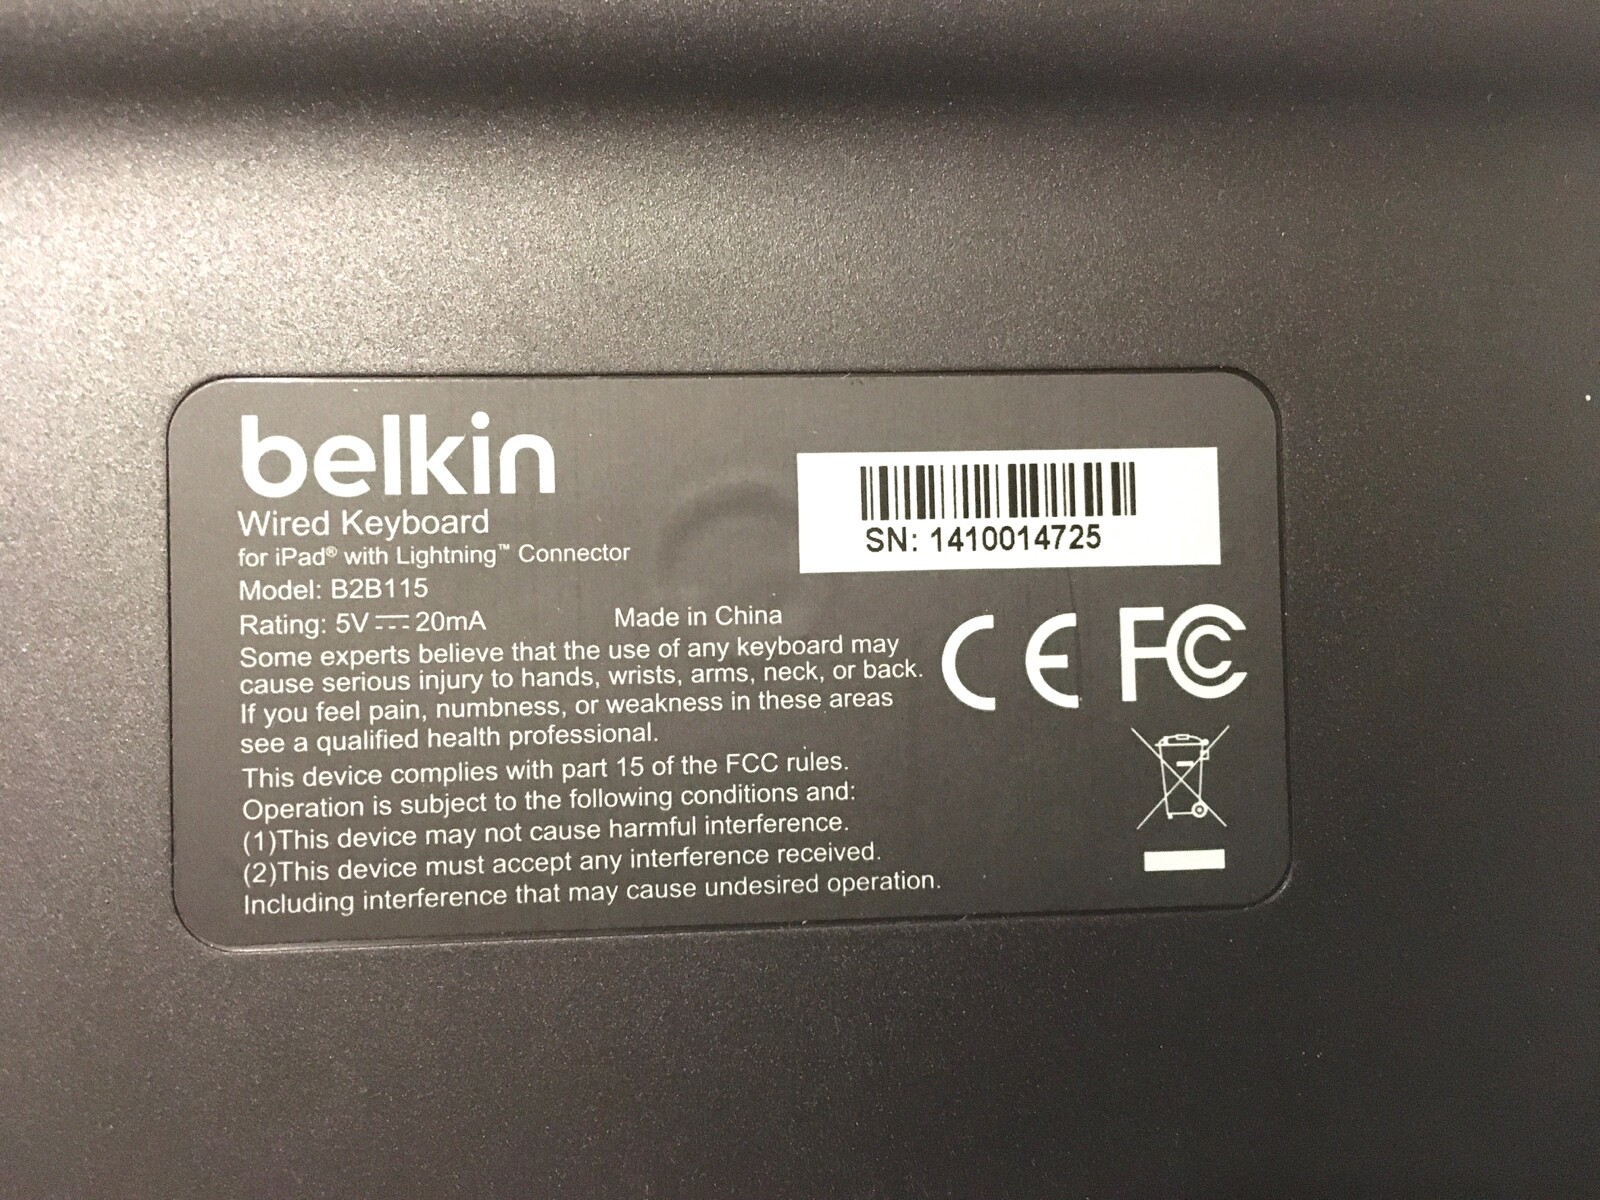 belkin
Wired Keyboard
for iPad® with Lightning™ Connector
Model: B2B115
Rating: 5V ⎓ 20mA
Made in China
SN: 1410014725
Some experts believe that the use of any keyboard may
cause serious injury to hands, wrists, arms, neck, or back.
If you feel pain, numbness, or weakness in these areas
see a qualified health professional.
This device complies with part 15 of the FCC rules.
Operation is subject to the following conditions and:
(1)This device may not cause harmful interference.
(2)This device must accept any interference received.
Including interference that may cause undesired operation.
CE FC